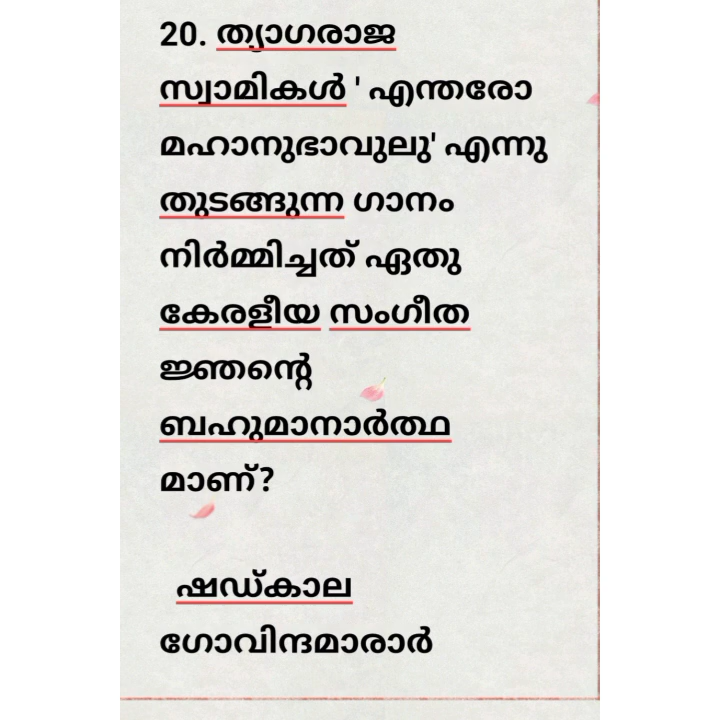 20. ത്യാഗരാജ
സ്വാമികൾ ' എന്തരോ
മഹാനുഭാവുലു' എന്നു
തുടങ്ങുന്ന ഗാനം
നിർമ്മിച്ചത് ഏതു
കേരളീയ സംഗീത
ജ്ഞന്റെ
ബഹുമാനാർത്ഥ
മാണ്?
ഷഡ്കാല
ഗോവിന്ദമാരാർ